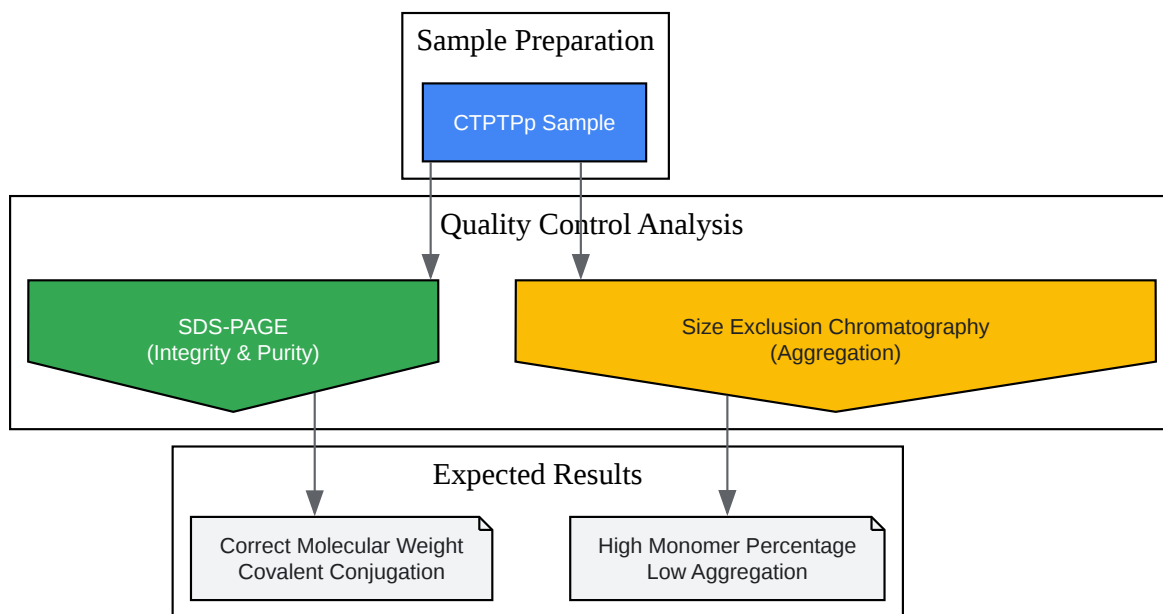 Sample Preparation
CTPTPp Sample
Quality Control Analysis
SDS-PAGE
(Integrity & Purity)
Size Exclusion Chromatography
(Aggregation)
Expected Results
Correct Molecular Weight
Covalent Conjugation
High Monomer Percentage
Low Aggregation